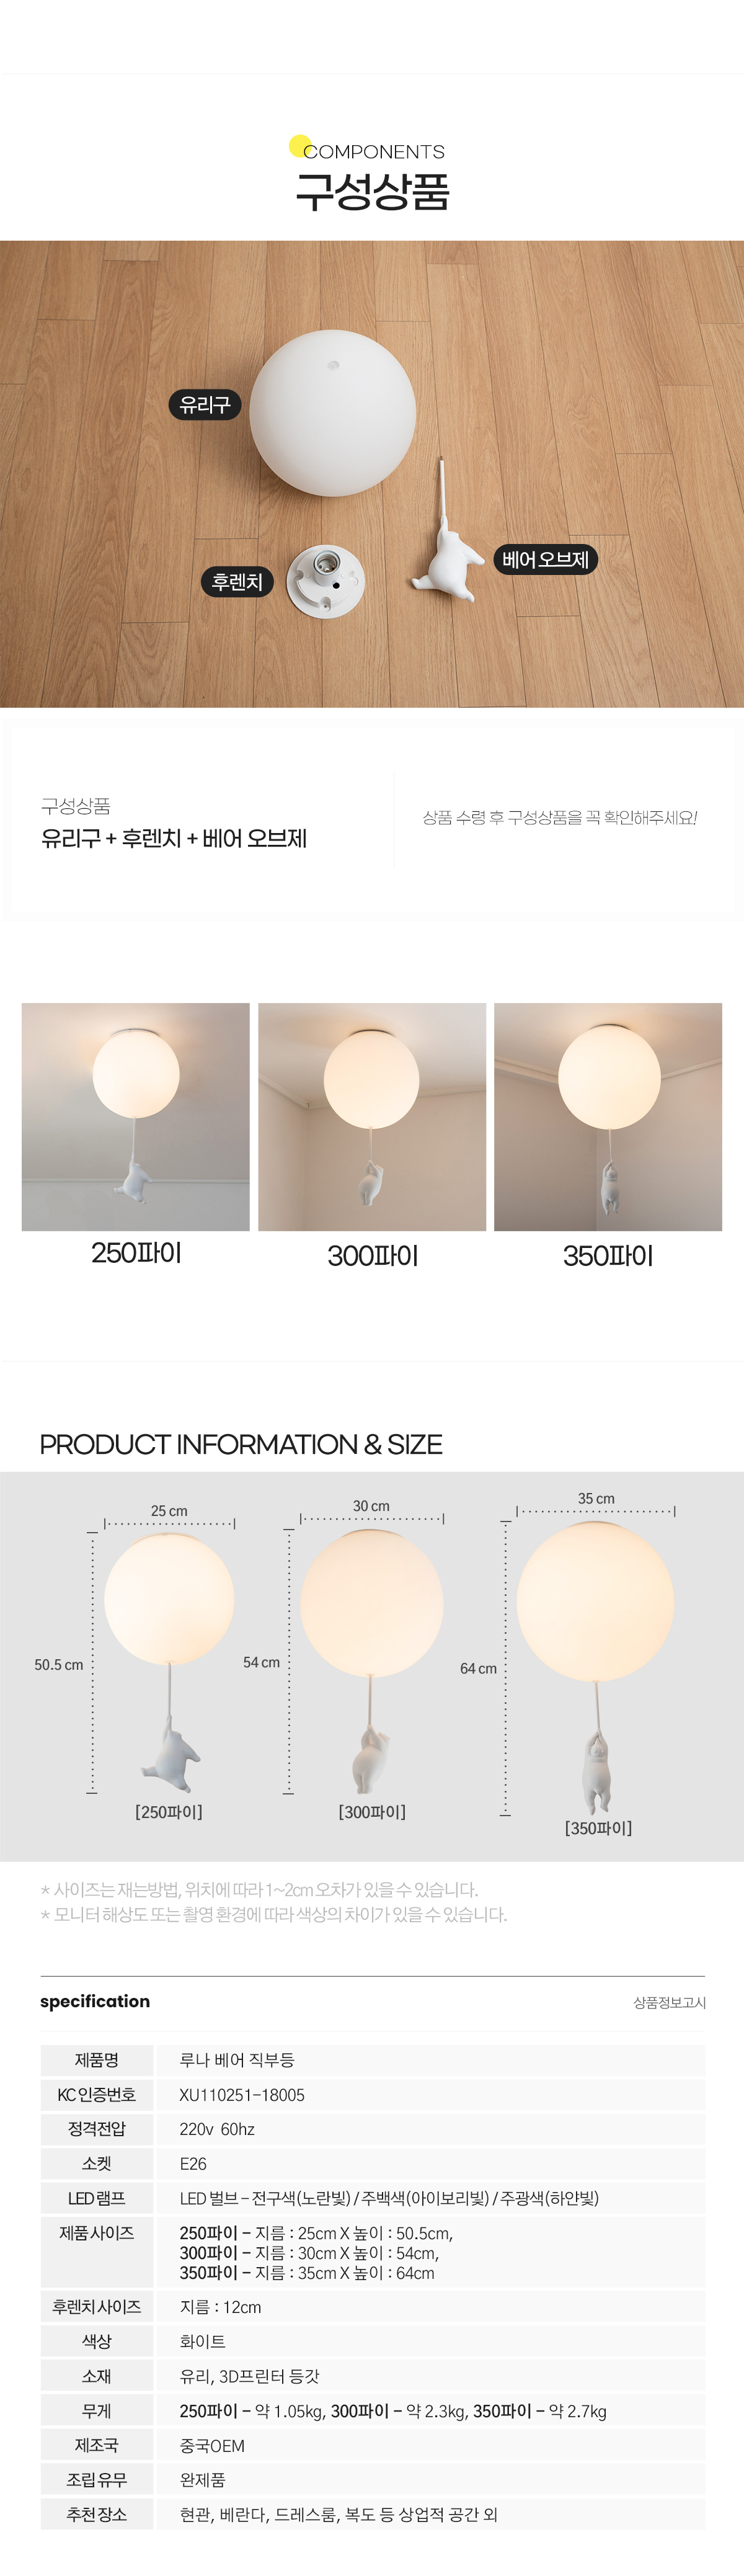 COMPONENTS
구성상품
유리구
후렌치
베어 오브제
구성상품
유리구 + 후렌치 + 베어 오브제
상품 수령 후 구성상품을 꼭 확인해주세요!
250파이
300파이
350파이
PRODUCT INFORMATION & SIZE
25 cm
30 cm
35 cm
50.5 cm
54 cm
64 cm
[250파이]
[300파이]
[350파이]
* 사이즈는 재는방법, 위치에 따라 1~2cm 오차가 있을 수 있습니다.
* 모니터 해상도 또는 촬영 환경에 따라 색상의 차이가 있을 수 있습니다.
specification
상품정보고시
제품명 루나 베어 직부등
KC 인증번호 XU110251-18005
정격전압 220v 60hz
소켓 E26
LED 램프 LED 벌브 - 전구색(노란빛) / 주백색(아이보리빛) / 주광색(하얀빛)
제품 사이즈 250파이 - 지름 : 25cm X 높이 : 50.5cm,
300파이 - 지름 : 30cm X 높이 : 54cm,
350파이 - 지름 : 35cm X 높이 : 64cm
후렌치 사이즈 지름 : 12cm
색상 화이트
소재 유리, 3D프린터 등갓
무게 250파이 - 약 1.05kg, 300파이 - 약 2.3kg, 350파이 - 약 2.7kg
제조국 중국OEM
조립 유무 완제품
추천 장소 현관, 베란다, 드레스룸, 복도 등 상업적 공간 외